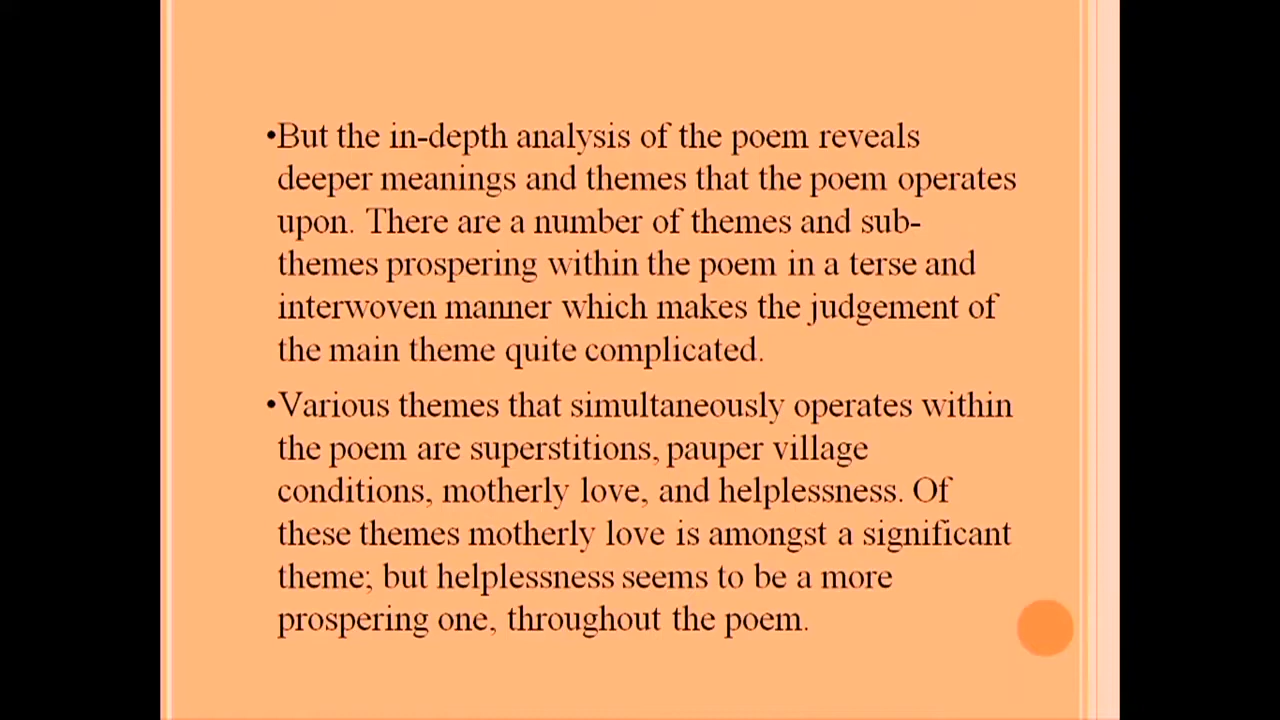 •But the in-depth analysis of the poem reveals
deeper meanings and themes that the poem operates
upon. There are a number of themes and sub-
themes prospering within the poem in a terse and
interwoven manner which makes the judgement of
the main theme quite complicated.
•Various themes that simultaneously operates within
the poem are superstitions, pauper village
conditions, motherly love, and helplessness. Of
these themes motherly love is amongst a significant
theme; but helplessness seems to be a more
prospering one, throughout the poem.